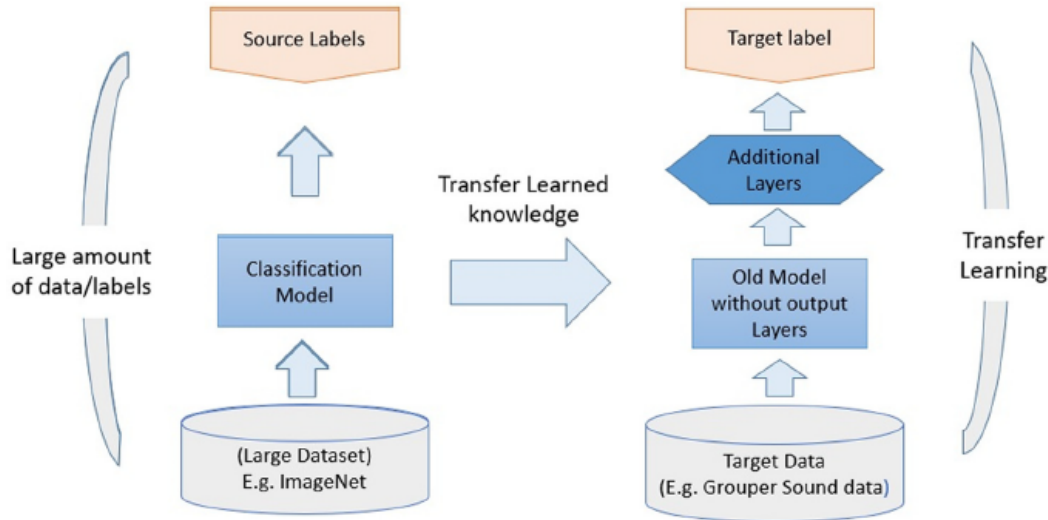 Source Labels
Target label
Additional
Layers
Transfer Learned
knowledge
Large amount
of data/labels
Classification
Model
Old Model
without output
Layers
Transfer
Learning
(Large Dataset)
E.g. ImageNet
Target Data
(E.g. Grouper Sound data)